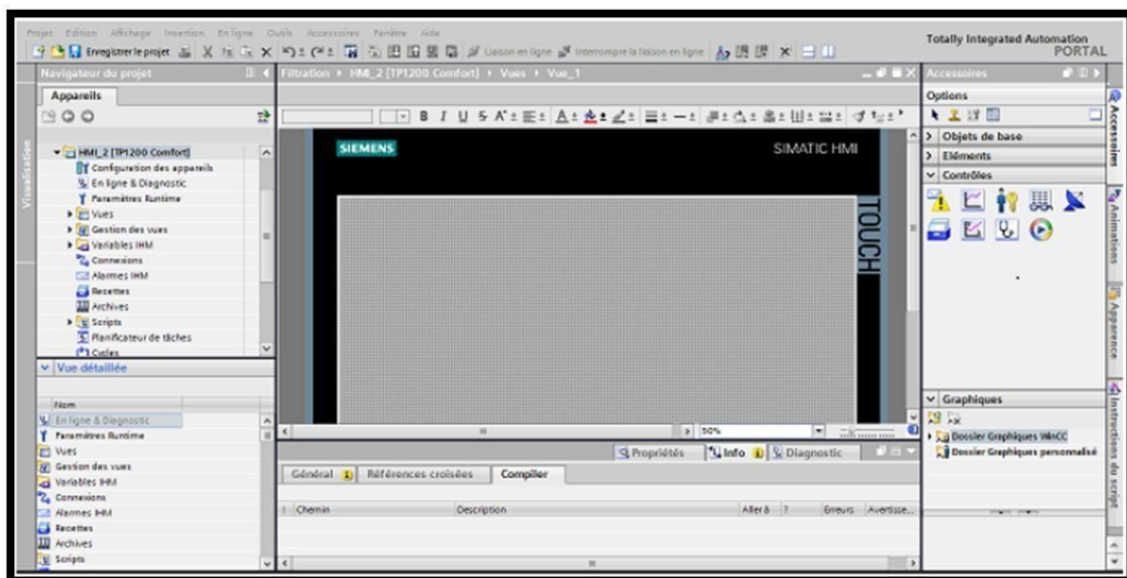 Projet Edition Affichage Insertion En ligne Outils Accessoires Fenêtre Aide
Totally Integrated Automation
PORTAL
Enregistrer le projet
Liaison en ligne
Interrompre la liaison en ligne
Navigateur du projet
Filtration HMI_2 [TP1200 Comfort] Vues Vue_1
Accessoires
Appareils
Options
B I U S A
Objets de base
Eléments
Contrôles
Visualisation
HMI_2 [TP1200 Comfort]
Configuration des appareils
En ligne & Diagnostic
Paramètres Runtime
Vues
Gestion des vues
Variables IHM
Connexions
Alarmes IHM
Recettes
Archives
Scripts
Planificateur de tâches
Cycles
SIEMENS
SIMATIC HMI
TOUCH
Accessoires
Animations
Apparence
Instructions du script
Vue détaillée
Nom
En ligne & Diagnostic
Paramètres Runtime
Vues
Gestion des vues
Variables IHM
Connexions
Alarmes IHM
Recettes
Archives
Scripts
50%
Propriétés
Info
Diagnostic
Général
Références croisées
Compiler
! Chemin Description Aller à ? Erreurs Avertisse...
Graphiques
Dossier Graphiques WinCC
Dossier Graphiques personnalisé